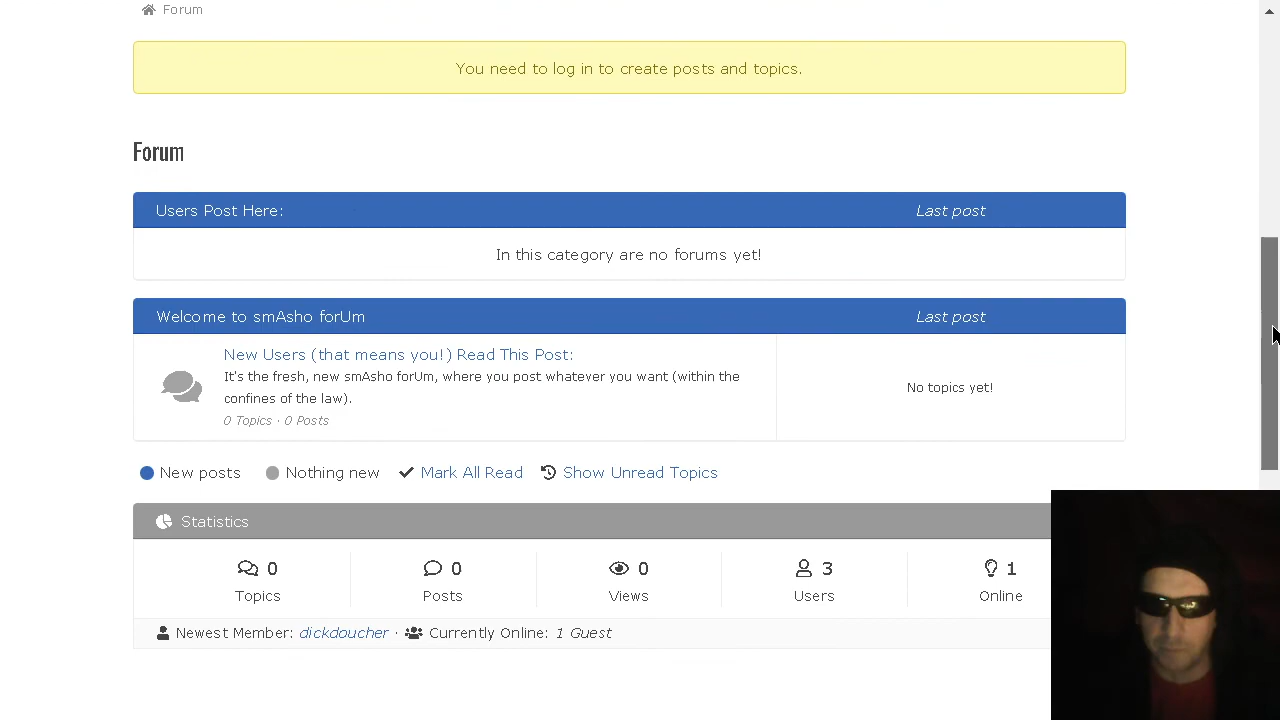 Forum
You need to log in to create posts and topics.
Forum
Users Post Here: Last post
In this category are no forums yet!
Welcome to smAsho forUm Last post
New Users (that means you!) Read This Post:
It's the fresh, new smAsho forUm, where you post whatever you want (within the
confines of the law).
0 Topics · 0 Posts
No topics yet!
New posts Nothing new Mark All Read Show Unread Topics
Statistics
0 0 0 3 1
Topics Posts Views Users Online
Newest Member: dickdoucher · Currently Online: 1 Guest